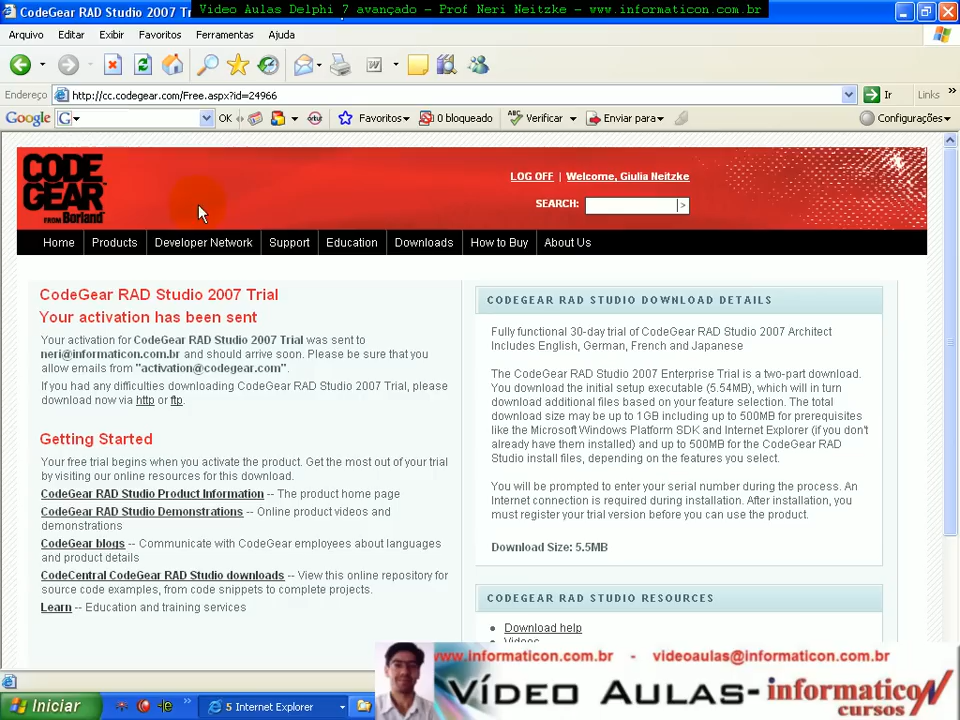 CodeGear RAD Studio 2007 Tr
Video Aulas Delphi 7 avançado - Prof Neri Neitzke - www.informaticon.com.br
Arquivo Editar Exibir Favoritos Ferramentas Ajuda
Endereço http://cc.codegear.com/Free.aspx?id=24966 Ir Links »
Google G OK Favoritos 0 bloqueado Verificar Enviar para Configurações
CODE
GEAR
FROM Borland
LOG OFF | Welcome, Giulia Neitzke
SEARCH: >
Home Products Developer Network Support Education Downloads How to Buy About Us
CodeGear RAD Studio 2007 Trial
Your activation has been sent
Your activation for CodeGear RAD Studio 2007 Trial was sent to
neri@informaticon.com.br and should arrive soon. Please be sure that you
allow emails from "activation@codegear.com".
If you had any difficulties downloading CodeGear RAD Studio 2007 Trial, please
download now via http or ftp.
Getting Started
Your free trial begins when you activate the product. Get the most out of your trial
by visiting our online resources for this download.
CodeGear RAD Studio Product Information -- The product home page
CodeGear RAD Studio Demonstrations -- Online product videos and
demonstrations
CodeGear blogs -- Communicate with CodeGear employees about languages
and product details
CodeCentral CodeGear RAD Studio downloads -- View this online repository for
source code examples, from code snippets to complete projects.
Learn -- Education and training services
CODEGEAR RAD STUDIO DOWNLOAD DETAILS
Fully functional 30-day trial of CodeGear RAD Studio 2007 Architect
Includes English, German, French and Japanese
The CodeGear RAD Studio 2007 Enterprise Trial is a two-part download.
You download the initial setup executable (5.54MB), which will in turn
download additional files based on your feature selection. The total
download size may be up to 1GB including up to 500MB for prerequisites
like the Microsoft Windows Platform SDK and Internet Explorer (if you don't
already have them installed) and up to 500MB for the CodeGear RAD
Studio install files, depending on the features you select.
You will be prompted to enter your serial number during the process. An
Internet connection is required during installation. After installation, you
must register your trial version before you can use the product.
Download Size: 5.5MB
CODEGEAR RAD STUDIO RESOURCES
• Download help
• Videos
www.informaticon.com.br - videoaulas@informaticon.com.br
VÍDEO AULAS- informaticon
cursos
Iniciar » 5 Internet Explorer